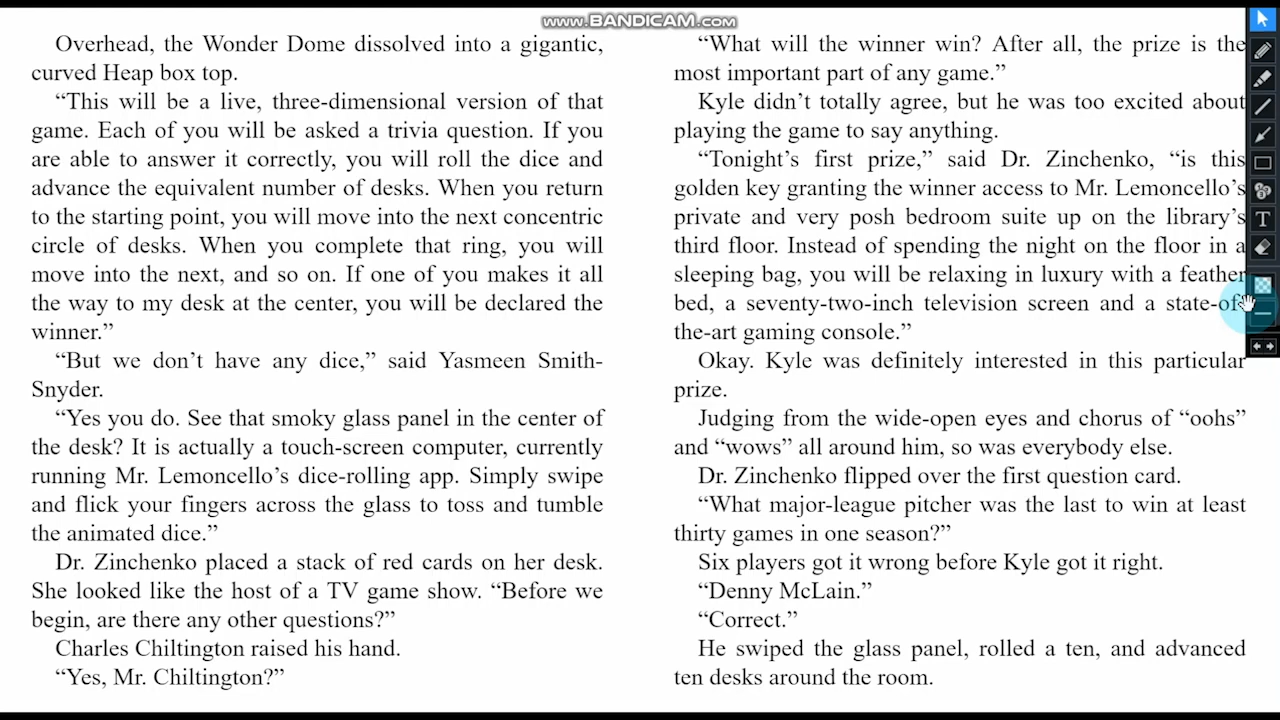 www.BANDICAM.com
Overhead, the Wonder Dome dissolved into a gigantic,
curved Heap box top.
“This will be a live, three-dimensional version of that
game. Each of you will be asked a trivia question. If you
are able to answer it correctly, you will roll the dice and
advance the equivalent number of desks. When you return
to the starting point, you will move into the next concentric
circle of desks. When you complete that ring, you will
move into the next, and so on. If one of you makes it all
the way to my desk at the center, you will be declared the
winner.”
“But we don’t have any dice,” said Yasmeen Smith-
Snyder.
“Yes you do. See that smoky glass panel in the center of
the desk? It is actually a touch-screen computer, currently
running Mr. Lemoncello’s dice-rolling app. Simply swipe
and flick your fingers across the glass to toss and tumble
the animated dice.”
Dr. Zinchenko placed a stack of red cards on her desk.
She looked like the host of a TV game show. “Before we
begin, are there any other questions?”
Charles Chiltington raised his hand.
“Yes, Mr. Chiltington?”
“What will the winner win? After all, the prize is the
most important part of any game.”
Kyle didn’t totally agree, but he was too excited about
playing the game to say anything.
“Tonight’s first prize,” said Dr. Zinchenko, “is this
golden key granting the winner access to Mr. Lemoncello’s
private and very posh bedroom suite up on the library’s
third floor. Instead of spending the night on the floor in a
sleeping bag, you will be relaxing in luxury with a feather
bed, a seventy-two-inch television screen and a state-of-
the-art gaming console.”
Okay. Kyle was definitely interested in this particular
prize.
Judging from the wide-open eyes and chorus of “oohs”
and “wows” all around him, so was everybody else.
Dr. Zinchenko flipped over the first question card.
“What major-league pitcher was the last to win at least
thirty games in one season?”
Six players got it wrong before Kyle got it right.
“Denny McLain.”
“Correct.”
He swiped the glass panel, rolled a ten, and advanced
ten desks around the room.